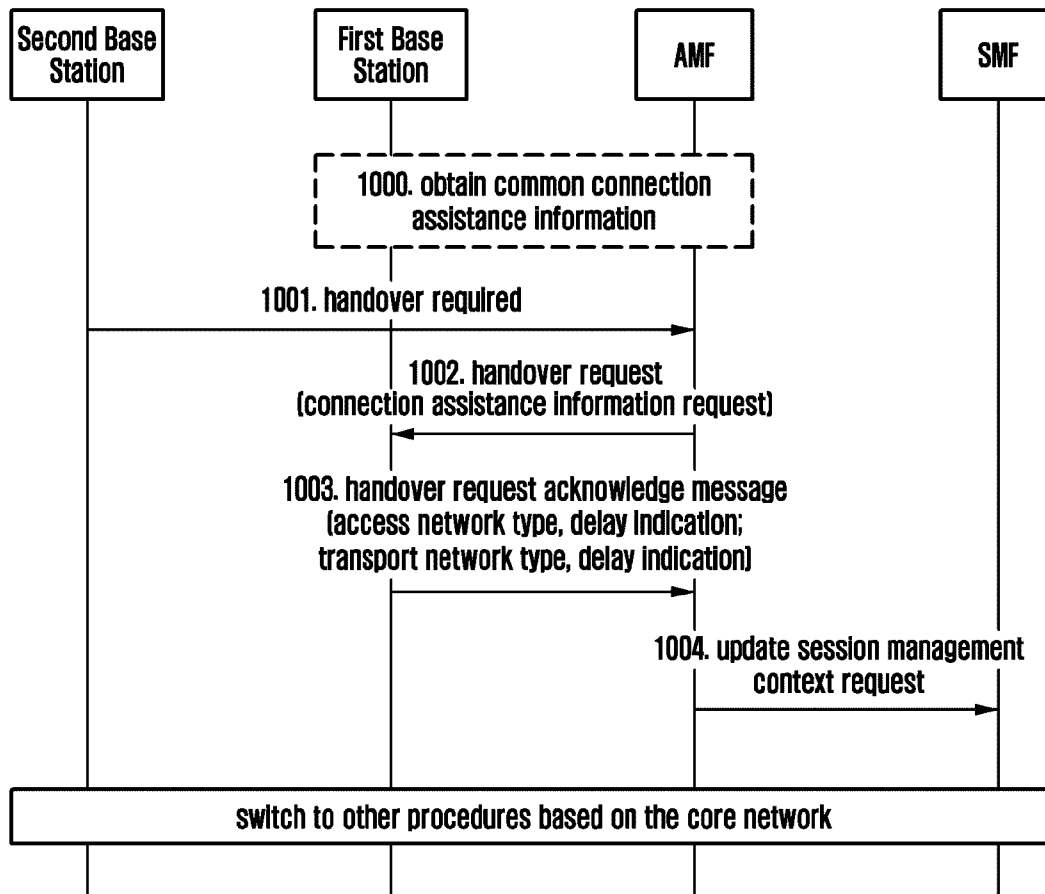 Second Base
Station
First Base
Station
AMF
SMF
1000. obtain common connection
assistance information
1001. handover required
1002. handover request
(connection assistance information request)
1003. handover request acknowledge message
(access network type, delay indication;
transport network type, delay indication)
1004. update session management
context request
switch to other procedures based on the core network